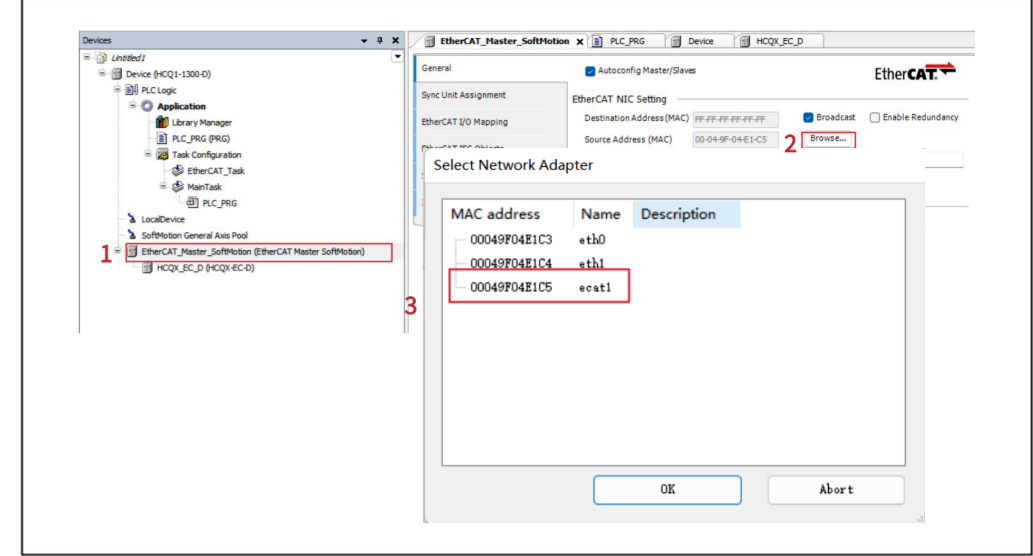 Devices
Untitled1
Device (HCQ1-1300-D)
PLC Logic
Application
Library Manager
PLC_PRG (PRG)
Task Configuration
EtherCAT_Task
MainTask
PLC_PRG
LocalDevice
SoftMotion General Axis Pool
1
EtherCAT_Master_SoftMotion (EtherCAT Master SoftMotion)
HCQX_EC_D (HCQX-EC-D)
EtherCAT_Master_SoftMotion
PLC_PRG
Device
HCQX_EC_D
General
Sync Unit Assignment
EtherCAT I/O Mapping
EtherCAT IEC Objects
Autoconfig Master/Slaves
EtherCAT.
EtherCAT NIC Setting
Destination Address (MAC) FF-FF-FF-FF-FF-FF Broadcast Enable Redundancy
Source Address (MAC) 00-04-9F-04-E1-C5 2 Browse...
Select Network Adapter
MAC address Name Description
00049F04E1C3 eth0
00049F04E1C4 eth1
00049F04E1C5 ecat1
3
OK Abort